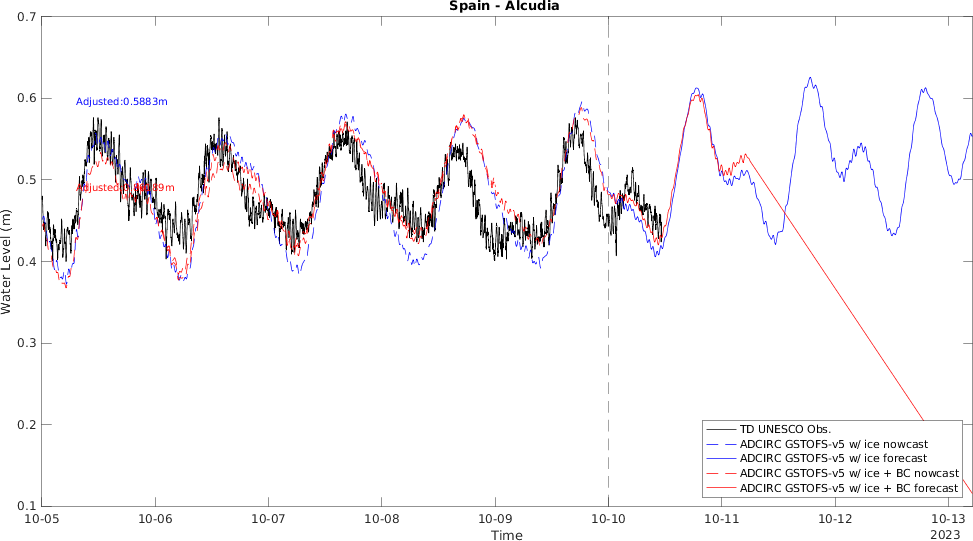 Spain - Alcudia
0.7
0.6
0.5
0.4
0.3
0.2
0.1
Water Level (m)
Adjusted:0.5883m
TD UNESCO Obs.
ADCIRC GSTOFS-v5 w/ ice nowcast
ADCIRC GSTOFS-v5 w/ ice forecast
ADCIRC GSTOFS-v5 w/ ice + BC nowcast
ADCIRC GSTOFS-v5 w/ ice + BC forecast
10-05 10-06 10-07 10-08 10-09 10-10 10-11 10-12 10-13
2023
Time